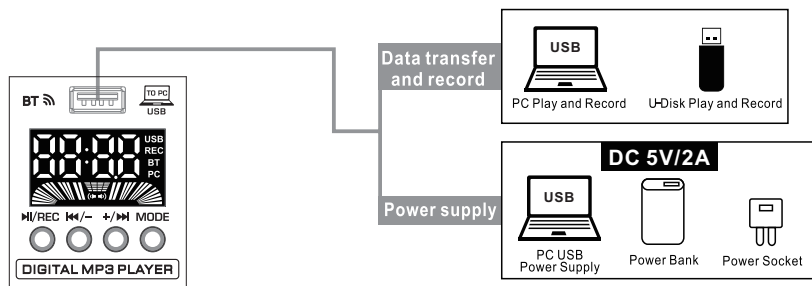 BT
TO PC
USB
88:88
USB
REC
BT
PC
/REC
/-
+/
MODE
DIGITAL MP3 PLAYER
Data transfer
and record
USB
PC Play and Record
U-Disk Play and Record
Power supply
DC 5V/2A
USB
PC USB
Power Supply
Power Bank
Power Socket